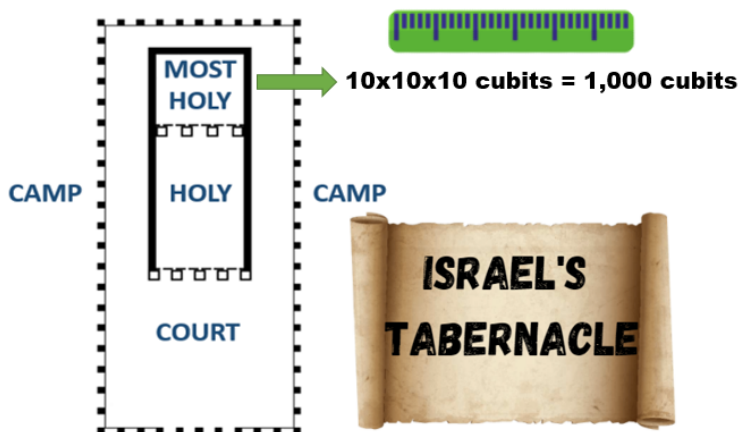 MOST
HOLY
10x10x10 cubits = 1,000 cubits
CAMP
HOLY
CAMP
ISRAEL'S
TABERNACLE
COURT